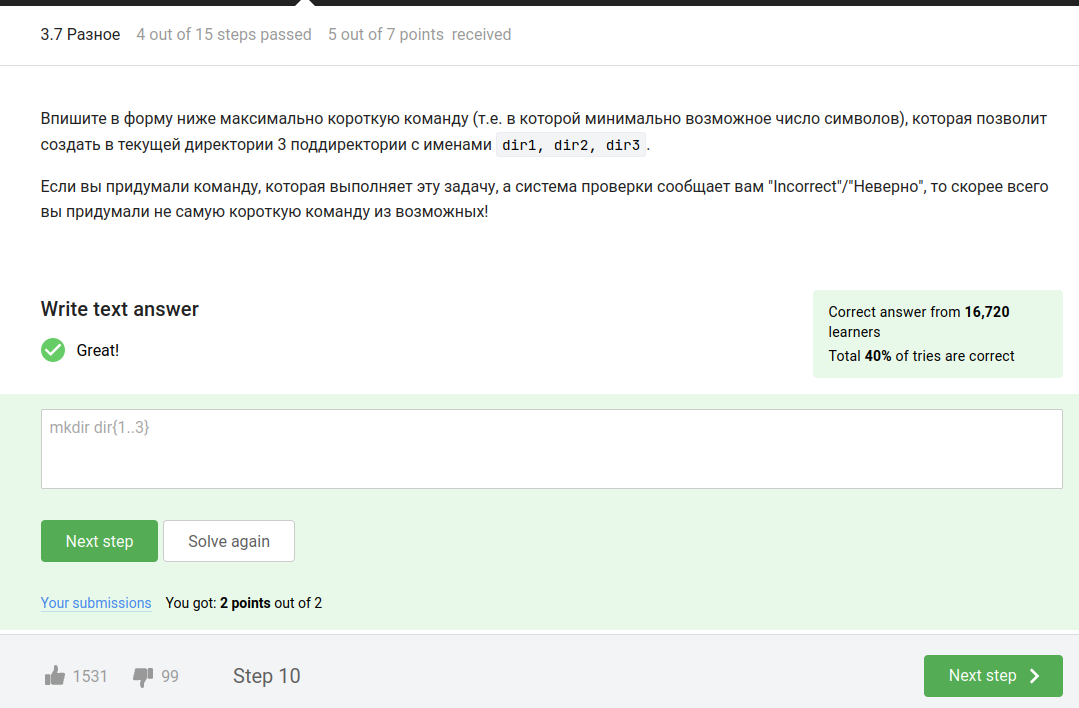 3.7 Разное 4 out of 15 steps passed 5 out of 7 points received
Впишите в форму ниже максимально короткую команду (т.е. в которой минимально возможное число символов), которая позволит
создать в текущей директории 3 поддиректории с именами dir1, dir2, dir3.
Если вы придумали команду, которая выполняет эту задачу, а система проверки сообщает вам "Incorrect"/"Неверно", то скорее всего
вы придумали не самую короткую команду из возможных!
Write text answer
Great!
Correct answer from 16,720
learners
Total 40% of tries are correct
mkdir dir{1..3}
Next step Solve again
Your submissions You got: 2 points out of 2
1531 99 Step 10 Next step